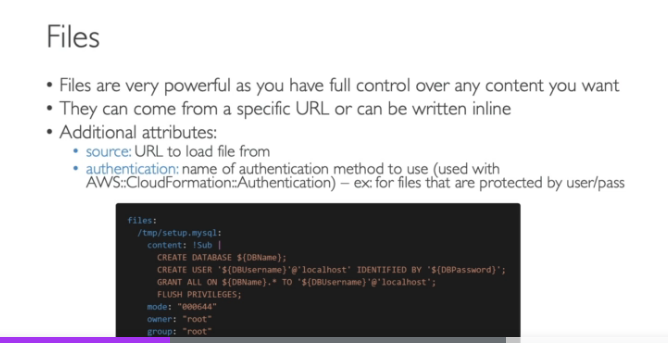 Files
• Files are very powerful as you have full control over any content you want
• They can come from a specific URL or can be written inline
• Additional attributes:
• source: URL to load file from
• authentication: name of authentication method to use (used with
AWS::CloudFormation::Authentication) – ex: for files that are protected by user/pass
files:
/tmp/setup.mysql:
content: !Sub |
CREATE DATABASE ${DBName};
CREATE USER '${DBUsername}'@'localhost' IDENTIFIED BY '${DBPassword}';
GRANT ALL ON ${DBName}.* TO '${DBUsername}'@'localhost';
FLUSH PRIVILEGES;
mode: "000644"
owner: "root"
group: "root"